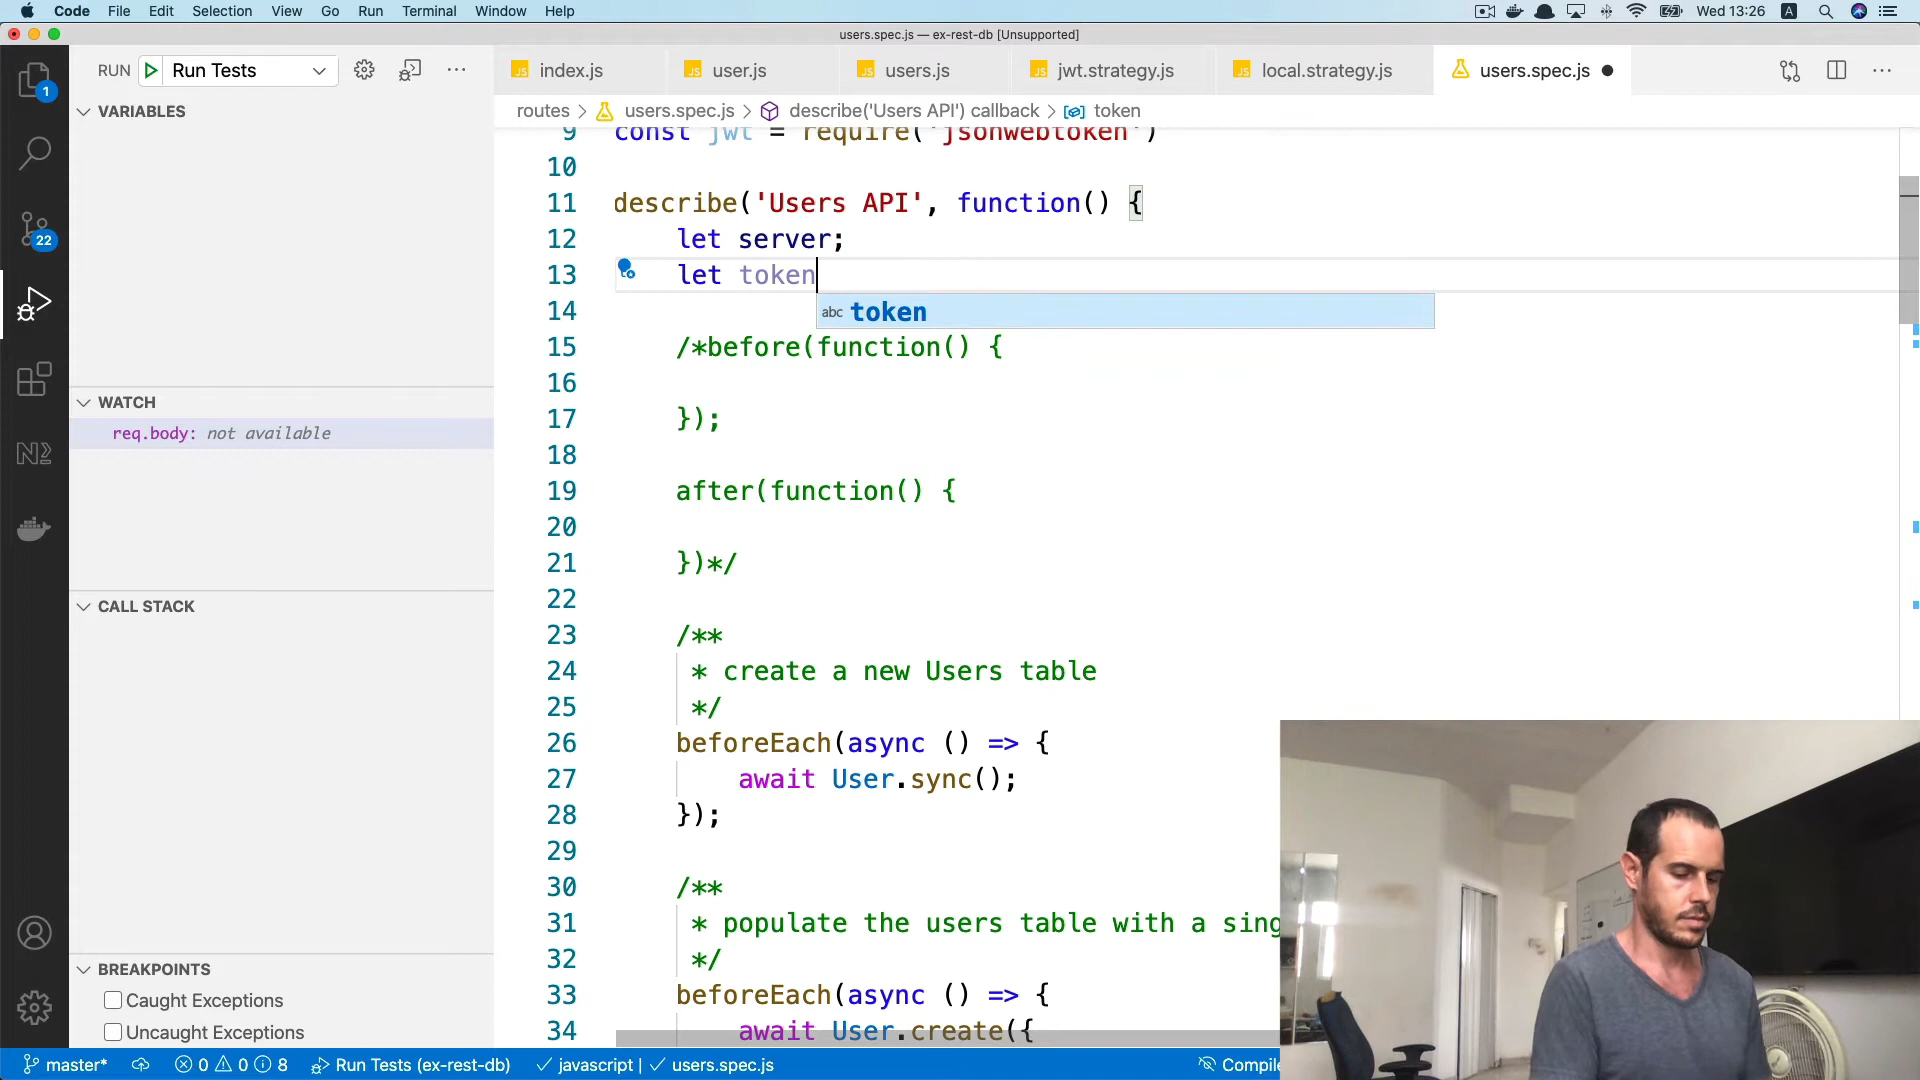 Code File Edit Selection View Go Run Terminal Window Help Wed 13:26 A
users.spec.js — ex-rest-db [Unsupported]
RUN Run Tests
index.js user.js users.js jwt.strategy.js local.strategy.js users.spec.js
routes > users.spec.js > describe('Users API') callback > token
VARIABLES
WATCH
req.body: not available
CALL STACK
BREAKPOINTS
Caught Exceptions
Uncaught Exceptions
1
22
9 const jwt = require('jsonwebtoken')
10
11 describe('Users API', function() {
12 let server;
13 let token
abc token
14
15 /*before(function() {
16
17 });
18
19 after(function() {
20
21 })*/
22
23 /**
24 * create a new Users table
25 */
26 beforeEach(async () => {
27 await User.sync();
28 });
29
30 /**
31 * populate the users table with a sing
32 */
33 beforeEach(async () => {
34 await User.create({
master* 0 0 8 Run Tests (ex-rest-db) javascript | users.spec.js Compile